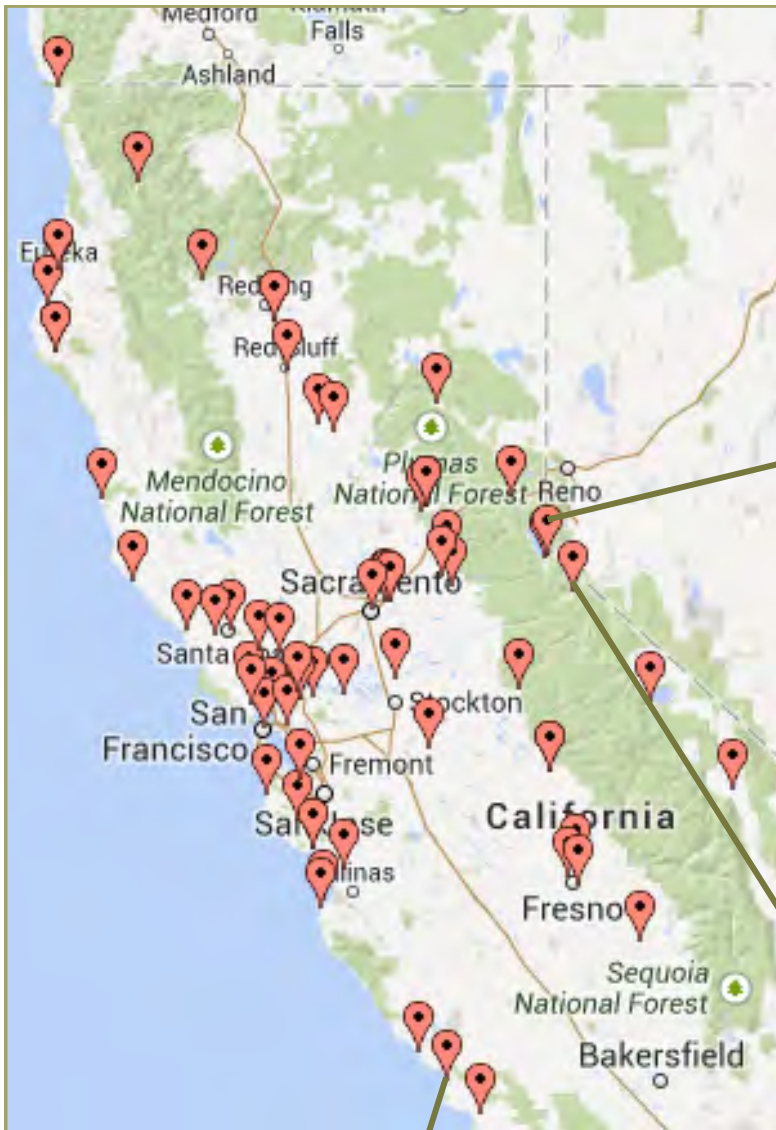 Medford
Falls
Ashland
Eureka
Redding
Red Bluff
Mendocino
National Forest
Plumas
National Forest
Reno
Sacramento
Santa
Stockton
San
Francisco
Fremont
San Jose
California
Fresno
Sequoia
National Forest
Bakersfield